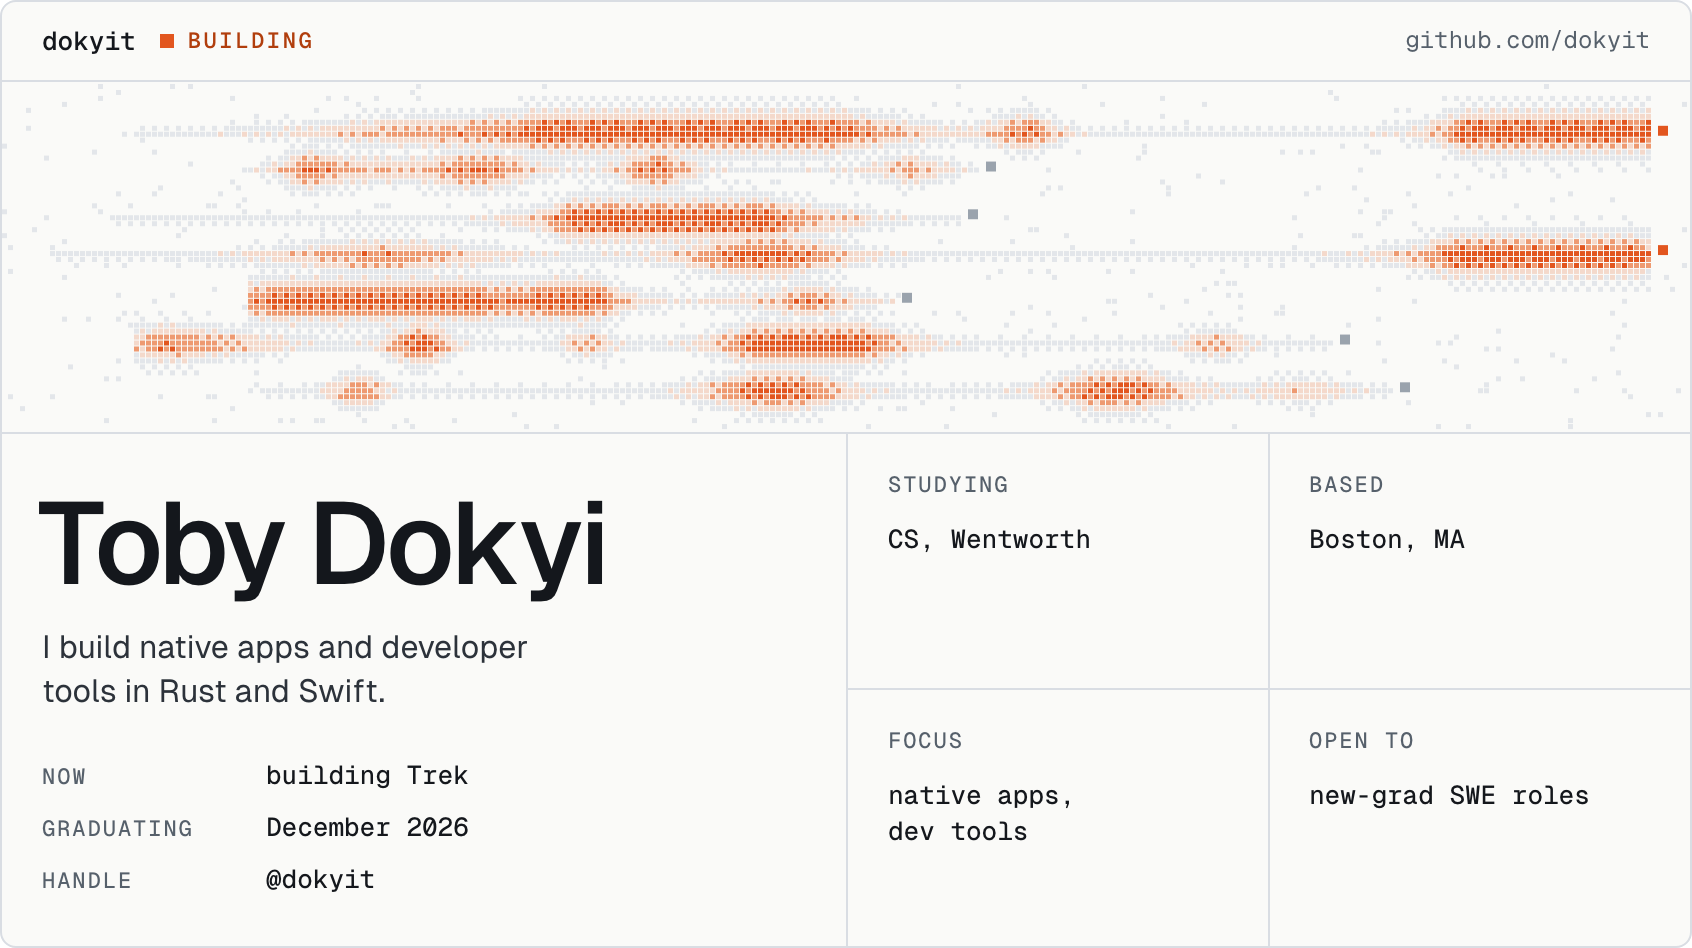 dokyit BUILDING github.com/dokyit
Toby Dokyi
I build native apps and developer
tools in Rust and Swift.
NOW building Trek
GRADUATING December 2026
HANDLE @dokyit
STUDYING
CS, Wentworth
BASED
Boston, MA
FOCUS
native apps,
dev tools
OPEN TO
new-grad SWE roles